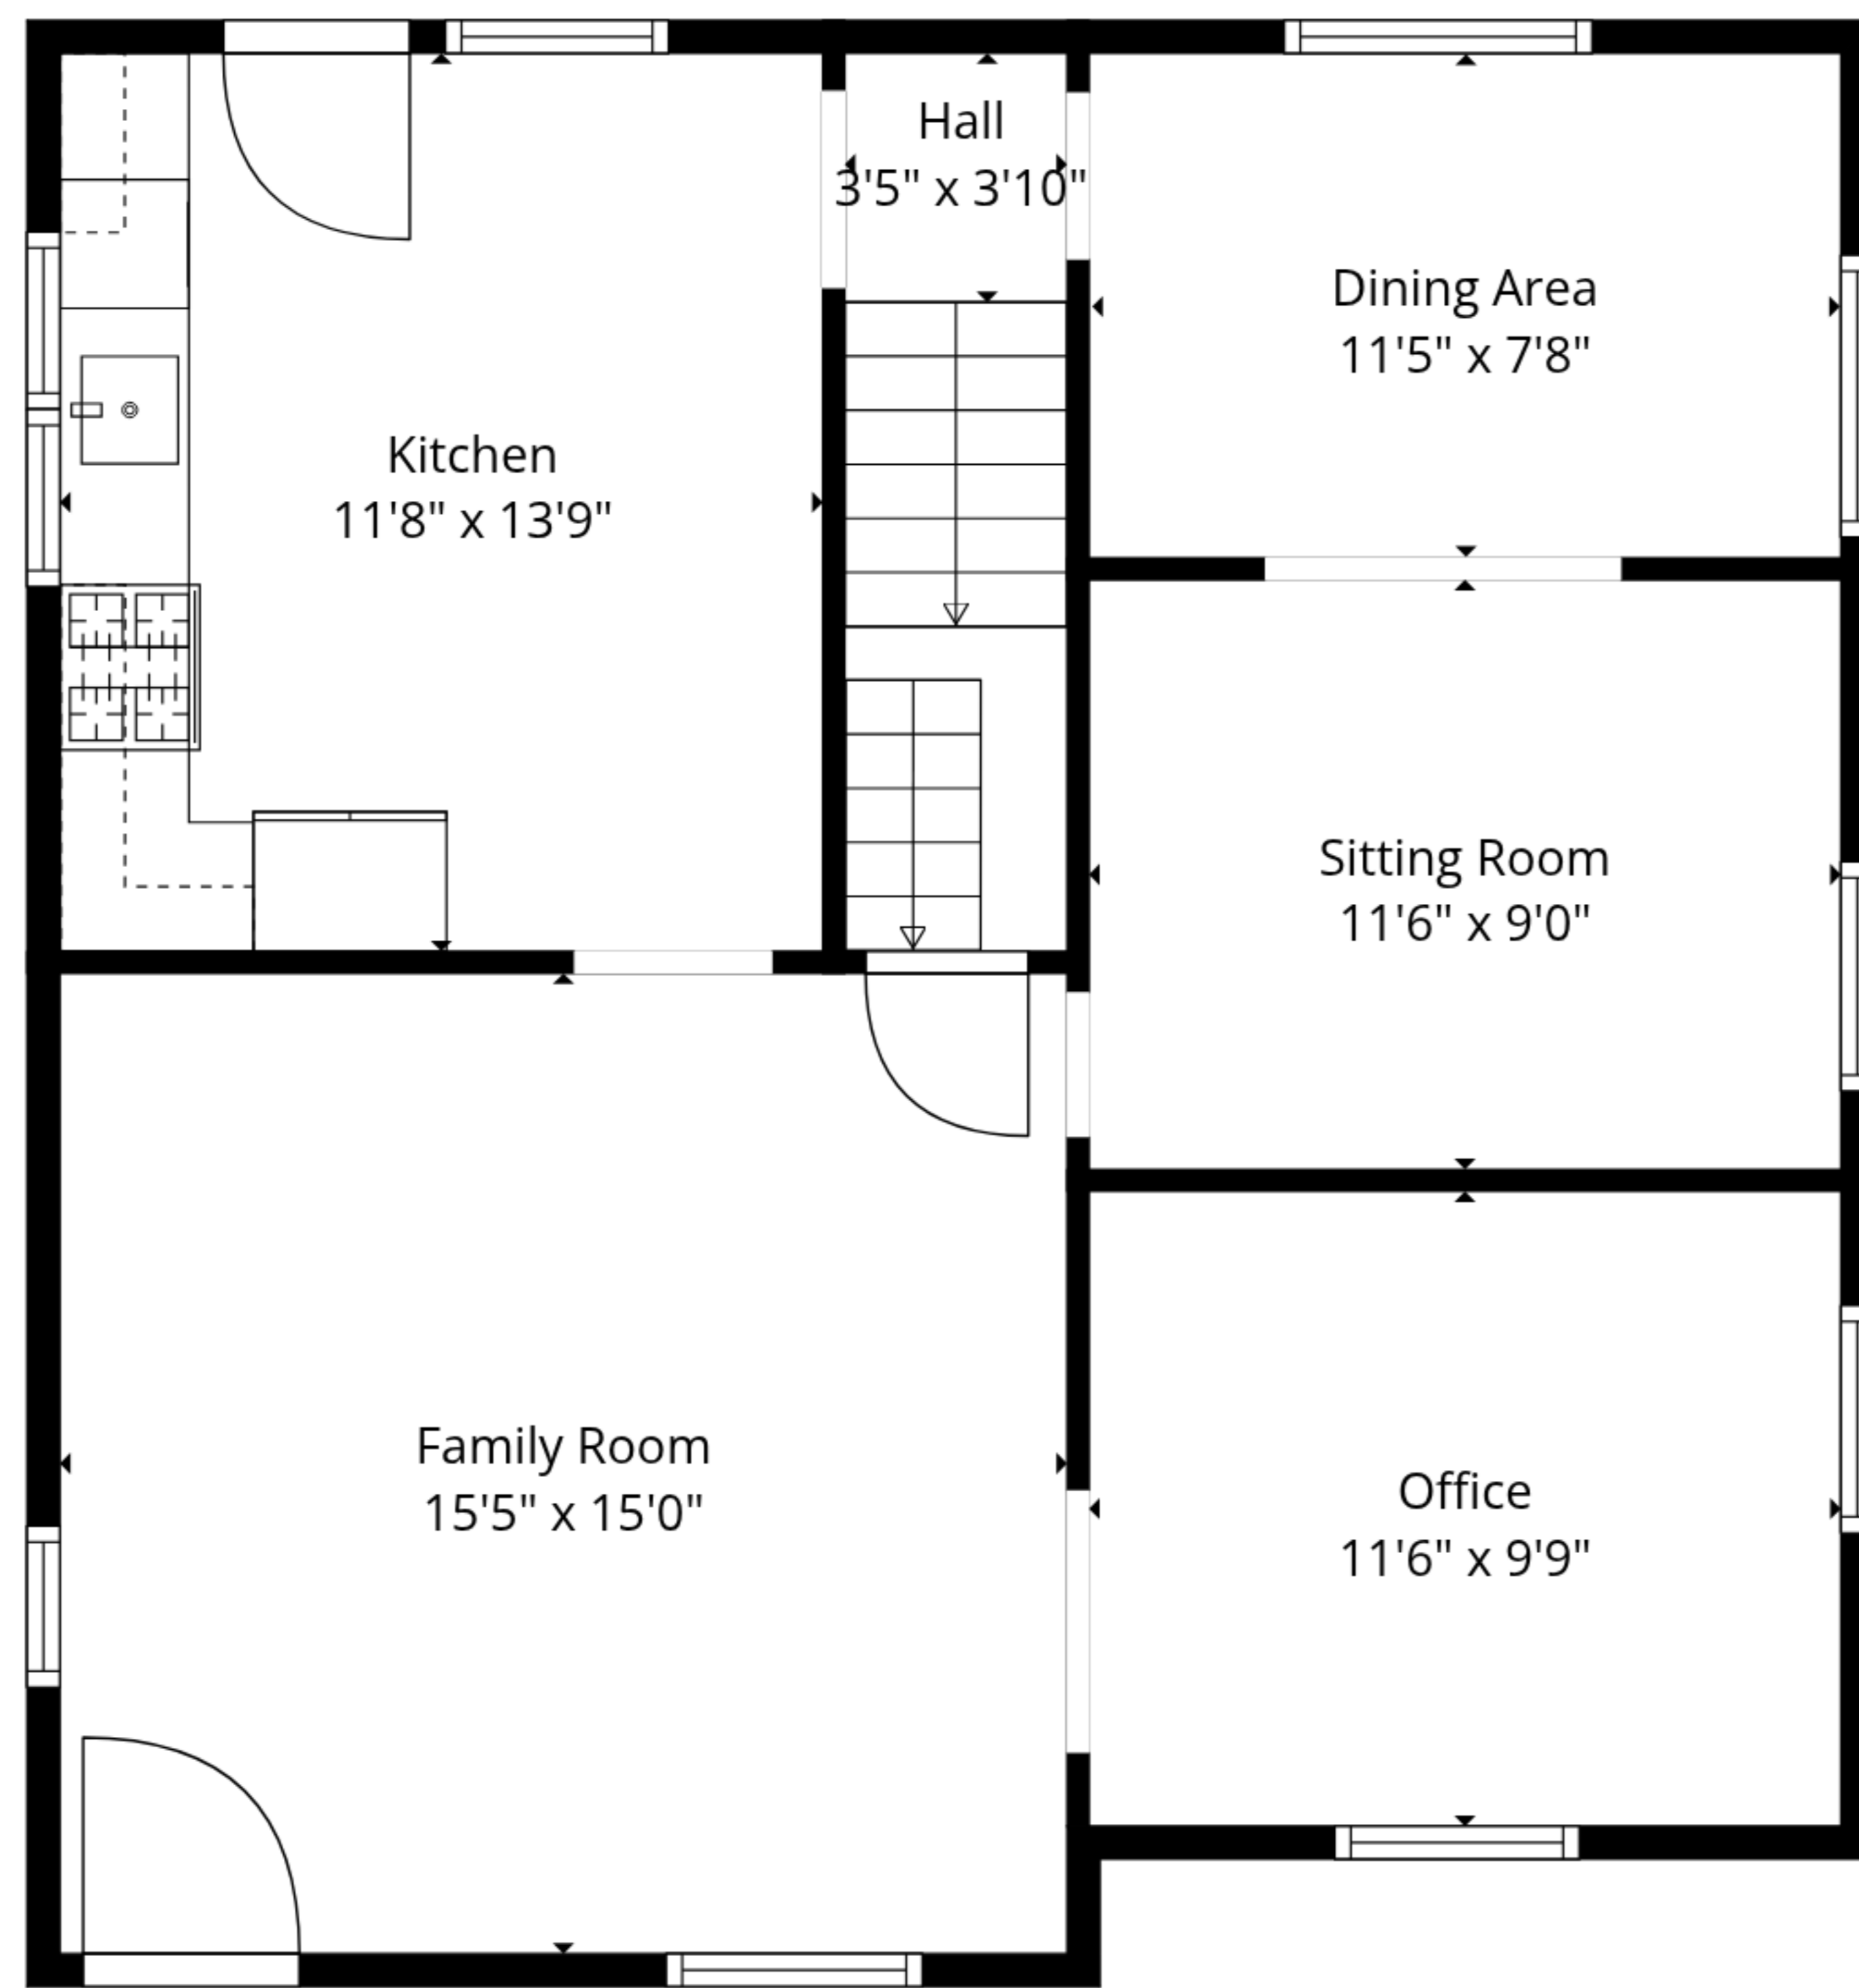 Hall
3'5" x 3'10"
Dining Area
11'5" x 7'8"
Kitchen
11'8" x 13'9"
Sitting Room
11'6" x 9'0"
Family Room
15'5" x 15'0"
Office
11'6" x 9'9"